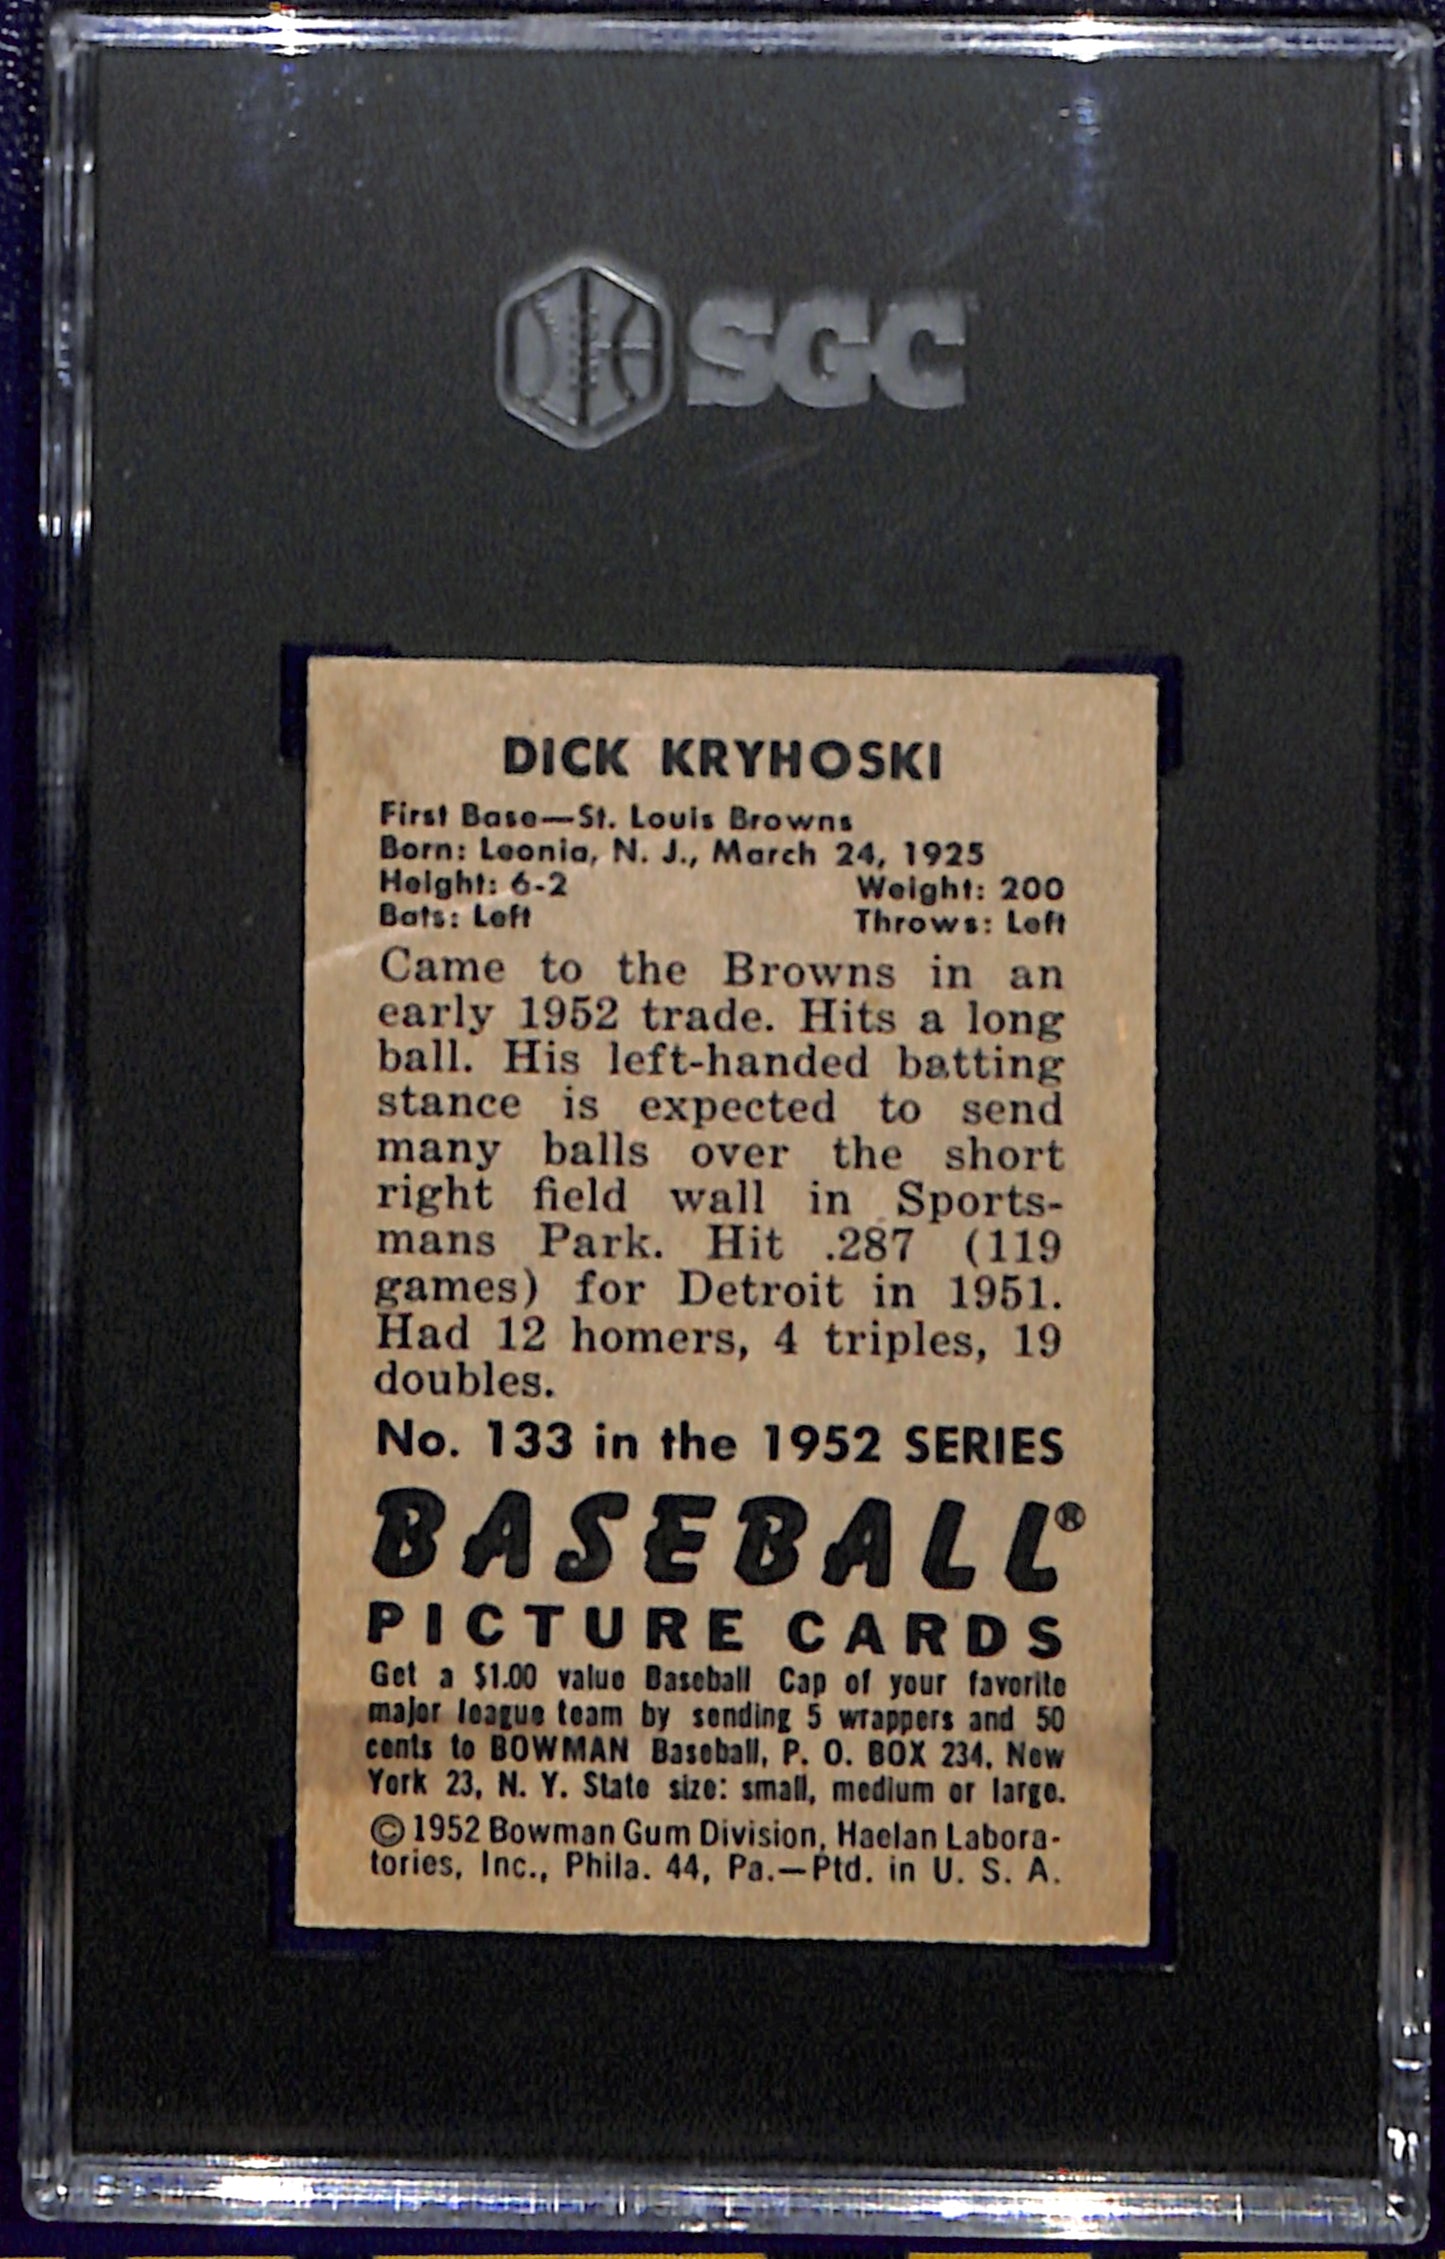 SGC
DICK KRYHOSKI
First Base—St. Louis Browns
Born: Leonia, N. J., March 24, 1925
Height: 6-2 Weight: 200
Bats: Left Throws: Left
Came to the Browns in an
early 1952 trade. Hits a long
ball. His left-handed batting
stance is expected to send
many balls over the short
right field wall in Sports-
mans Park. Hit .287 (119
games) for Detroit in 1951.
Had 12 homers, 4 triples, 19
doubles.
No. 133 in the 1952 SERIES
BASEBALL®
PICTURE CARDS
Get a $1.00 value Baseball Cap of your favorite
major league team by sending 5 wrappers and 50
cents to BOWMAN Baseball, P. O. BOX 234, New
York 23, N. Y. State size: small, medium or large.
©1952 Bowman Gum Division, Haelan Labora-
tories, Inc., Phila. 44, Pa.—Ptd. in U. S. A.